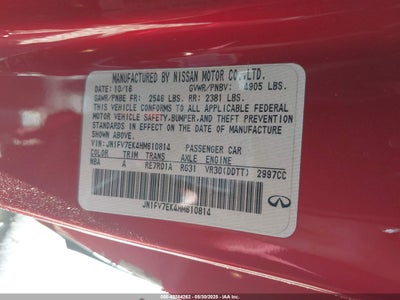 MANUFACTURED BY NISSAN MOTOR CO., LTD.
DATE: 10/16 GVWR/PNBV: 4905 LBS.
GAWR/PNBE FR: 2546 LBS. RR: 2381 LBS.
THIS VEHICLE CONFORMS TO ALL APPLICABLE FEDERAL
MOTOR VEHICLE SAFETY, BUMPER, AND THEFT PREVENTION
STANDARDS IN EFFECT ON THE DATE OF MANUFACTURE
SHOWN ABOVE.
VIN: JN1FV7EK4HM610814 PASSENGER CAR
COLOR TRIM TRANS AXLE ENGINE
NBA A RE7R01A RG31 VR30(DDTT) 2997CC
JN1FV7EK4HM610814
INFINITI